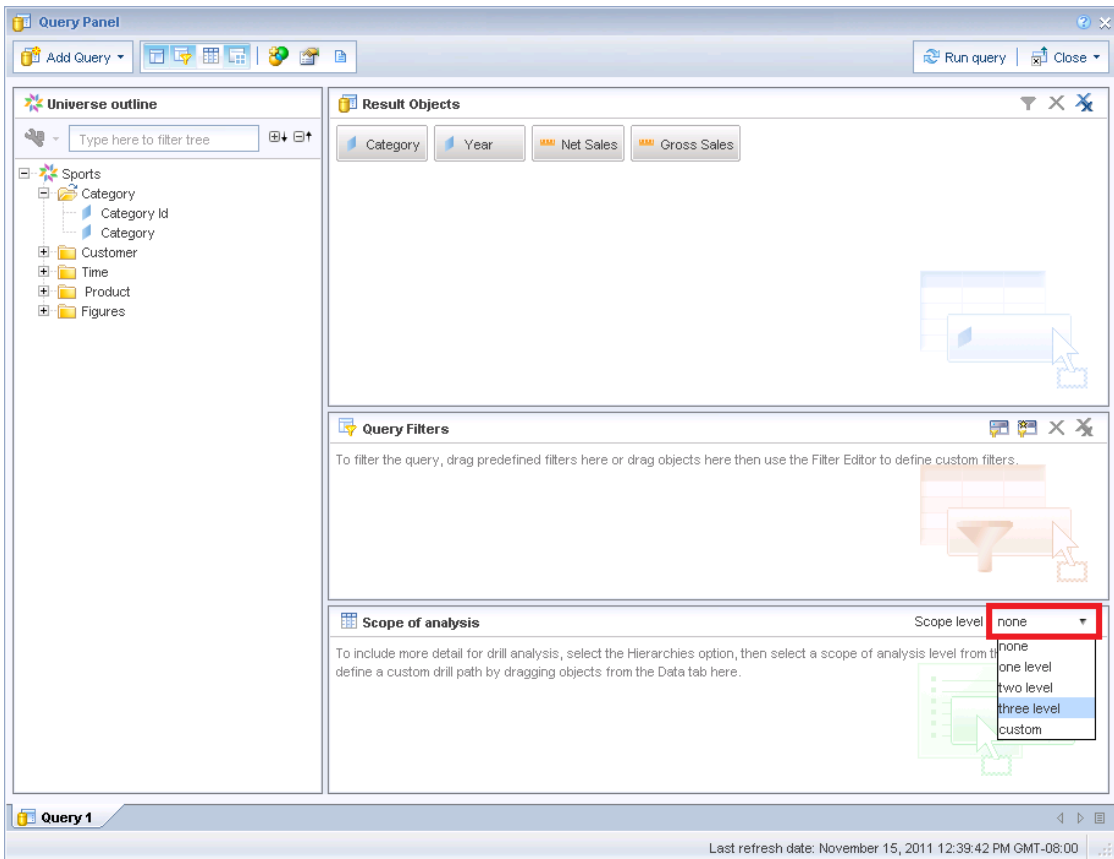 Query Panel
Add Query
Run query
Close
Universe outline
Type here to filter tree
Sports
Category
Category Id
Category
Customer
Time
Product
Figures
Result Objects
Category
Year
Net Sales
Gross Sales
Query Filters
To filter the query, drag predefined filters here or drag objects here then use the Filter Editor to define custom filters.
Scope of analysis
Scope level
none
To include more detail for drill analysis, select the Hierarchies option, then select a scope of analysis level from
define a custom drill path by dragging objects from the Data tab here.
none
one level
two level
three level
custom
Query 1
Last refresh date: November 15, 2011 12:39:42 PM GMT-08:00